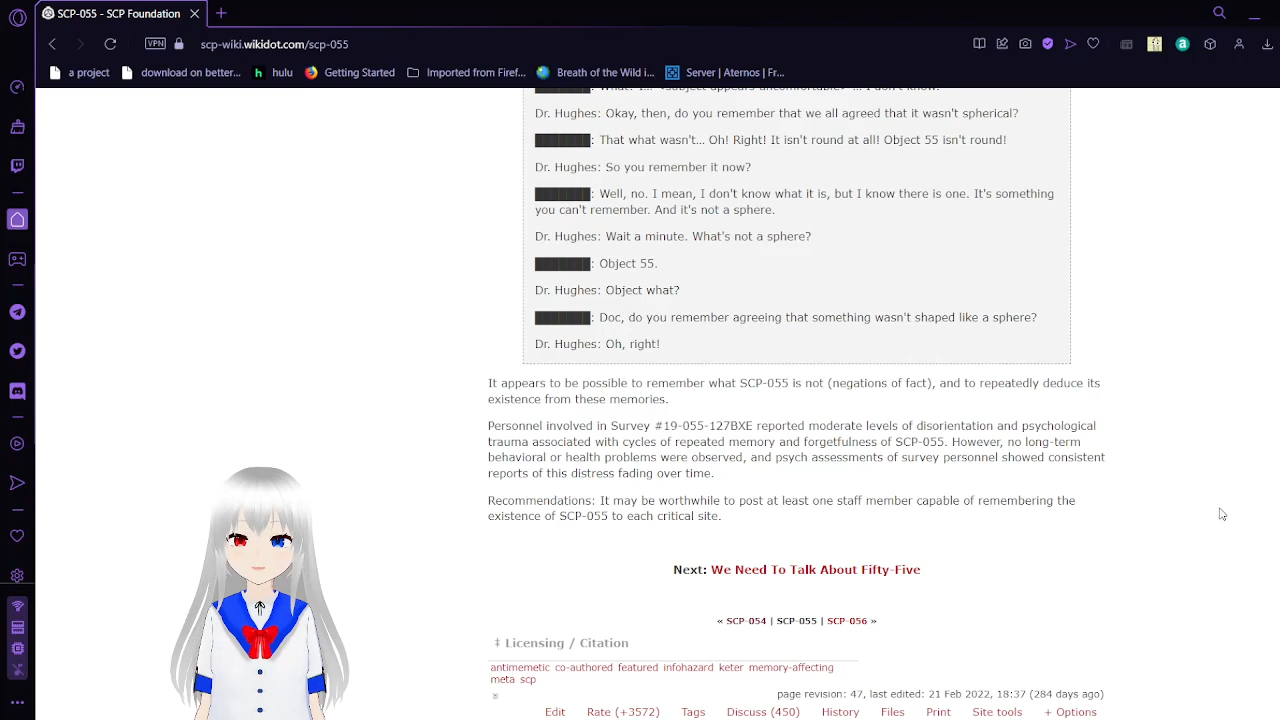 SCP-055 - SCP Foundation
VPN
scp-wiki.wikidot.com/scp-055
a project
download on better...
hulu
Getting Started
Imported from Firef...
Breath of the Wild i...
Server | Aternos | Fr...
Dr. Hughes: Okay, then, do you remember that we all agreed that it wasn't spherical?
███████: That what wasn't... Oh! Right! It isn't round at all! Object 55 isn't round!
Dr. Hughes: So you remember it now?
███████: Well, no. I mean, I don't know what it is, but I know there is one. It's something
you can't remember. And it's not a sphere.
Dr. Hughes: Wait a minute. What's not a sphere?
███████: Object 55.
Dr. Hughes: Object what?
███████: Doc, do you remember agreeing that something wasn't shaped like a sphere?
Dr. Hughes: Oh, right!
It appears to be possible to remember what SCP-055 is not (negations of fact), and to repeatedly deduce its
existence from these memories.
Personnel involved in Survey #19-055-127BXE reported moderate levels of disorientation and psychological
trauma associated with cycles of repeated memory and forgetfulness of SCP-055. However, no long-term
behavioral or health problems were observed, and psych assessments of survey personnel showed consistent
reports of this distress fading over time.
Recommendations: It may be worthwhile to post at least one staff member capable of remembering the
existence of SCP-055 to each critical site.
Next: We Need To Talk About Fifty-Five
« SCP-054 | SCP-055 | SCP-056 »
‡ Licensing / Citation
antimemetic co-authored featured infohazard keter memory-affecting
meta scp
page revision: 47, last edited: 21 Feb 2022, 18:37 (284 days ago)
Edit Rate (+3572) Tags Discuss (450) History Files Print Site tools + Options